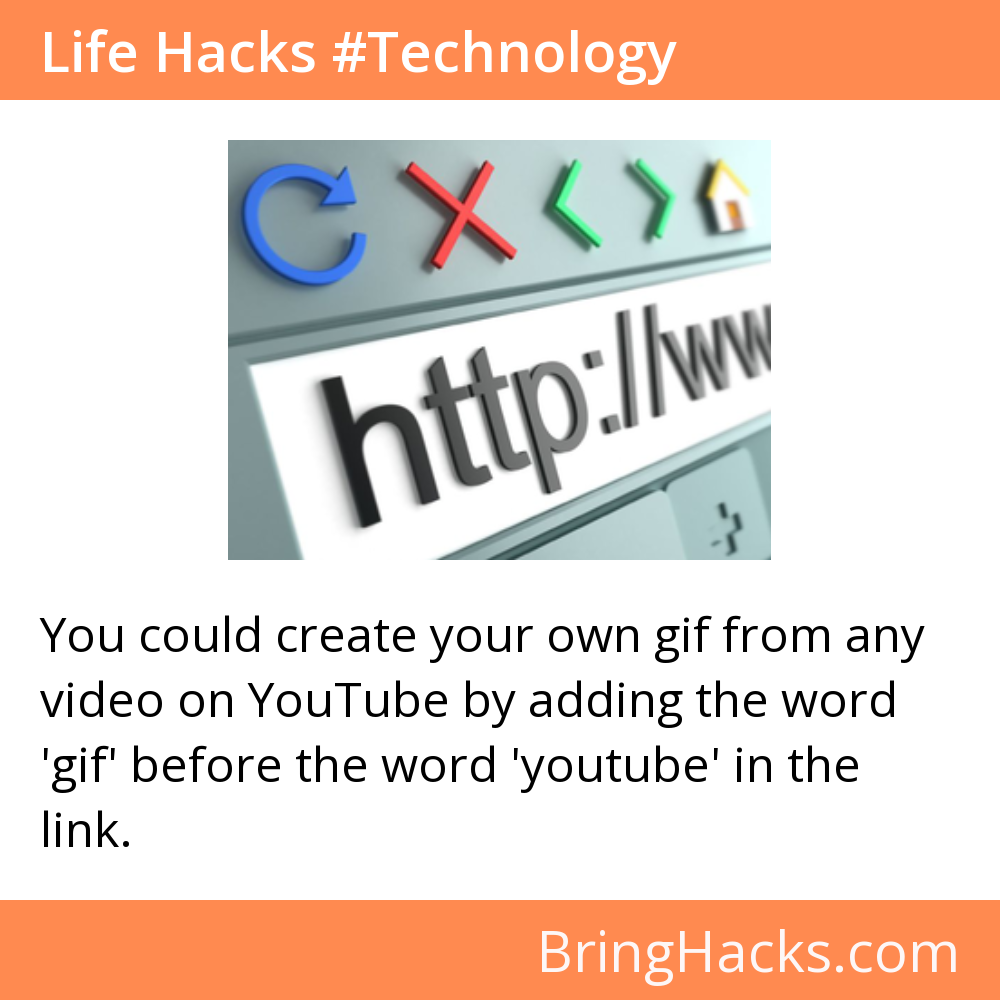 Life Hacks #Technology
http://ww
You could create your own gif from any
video on YouTube by adding the word
'gif' before the word 'youtube' in the
link.
BringHacks.com